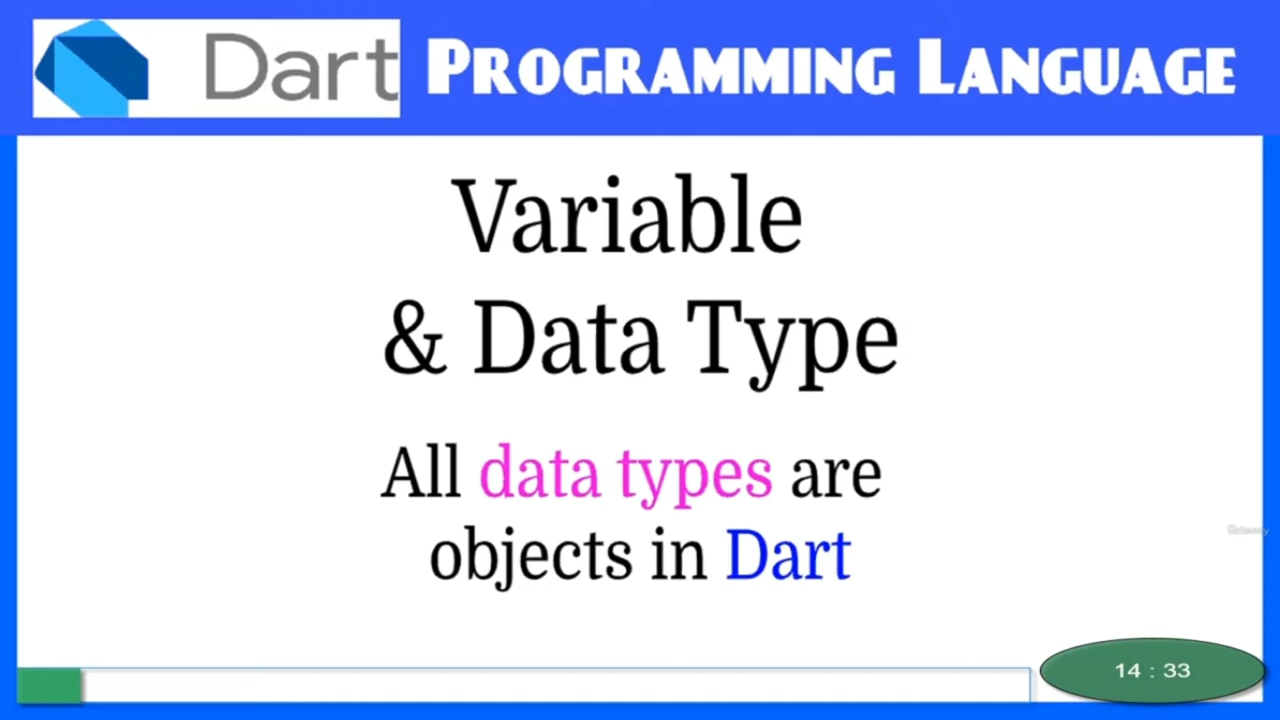 Dart PROGRAMMING LANGUAGE
Variable
& Data Type
All data types are
objects in Dart
14 : 33